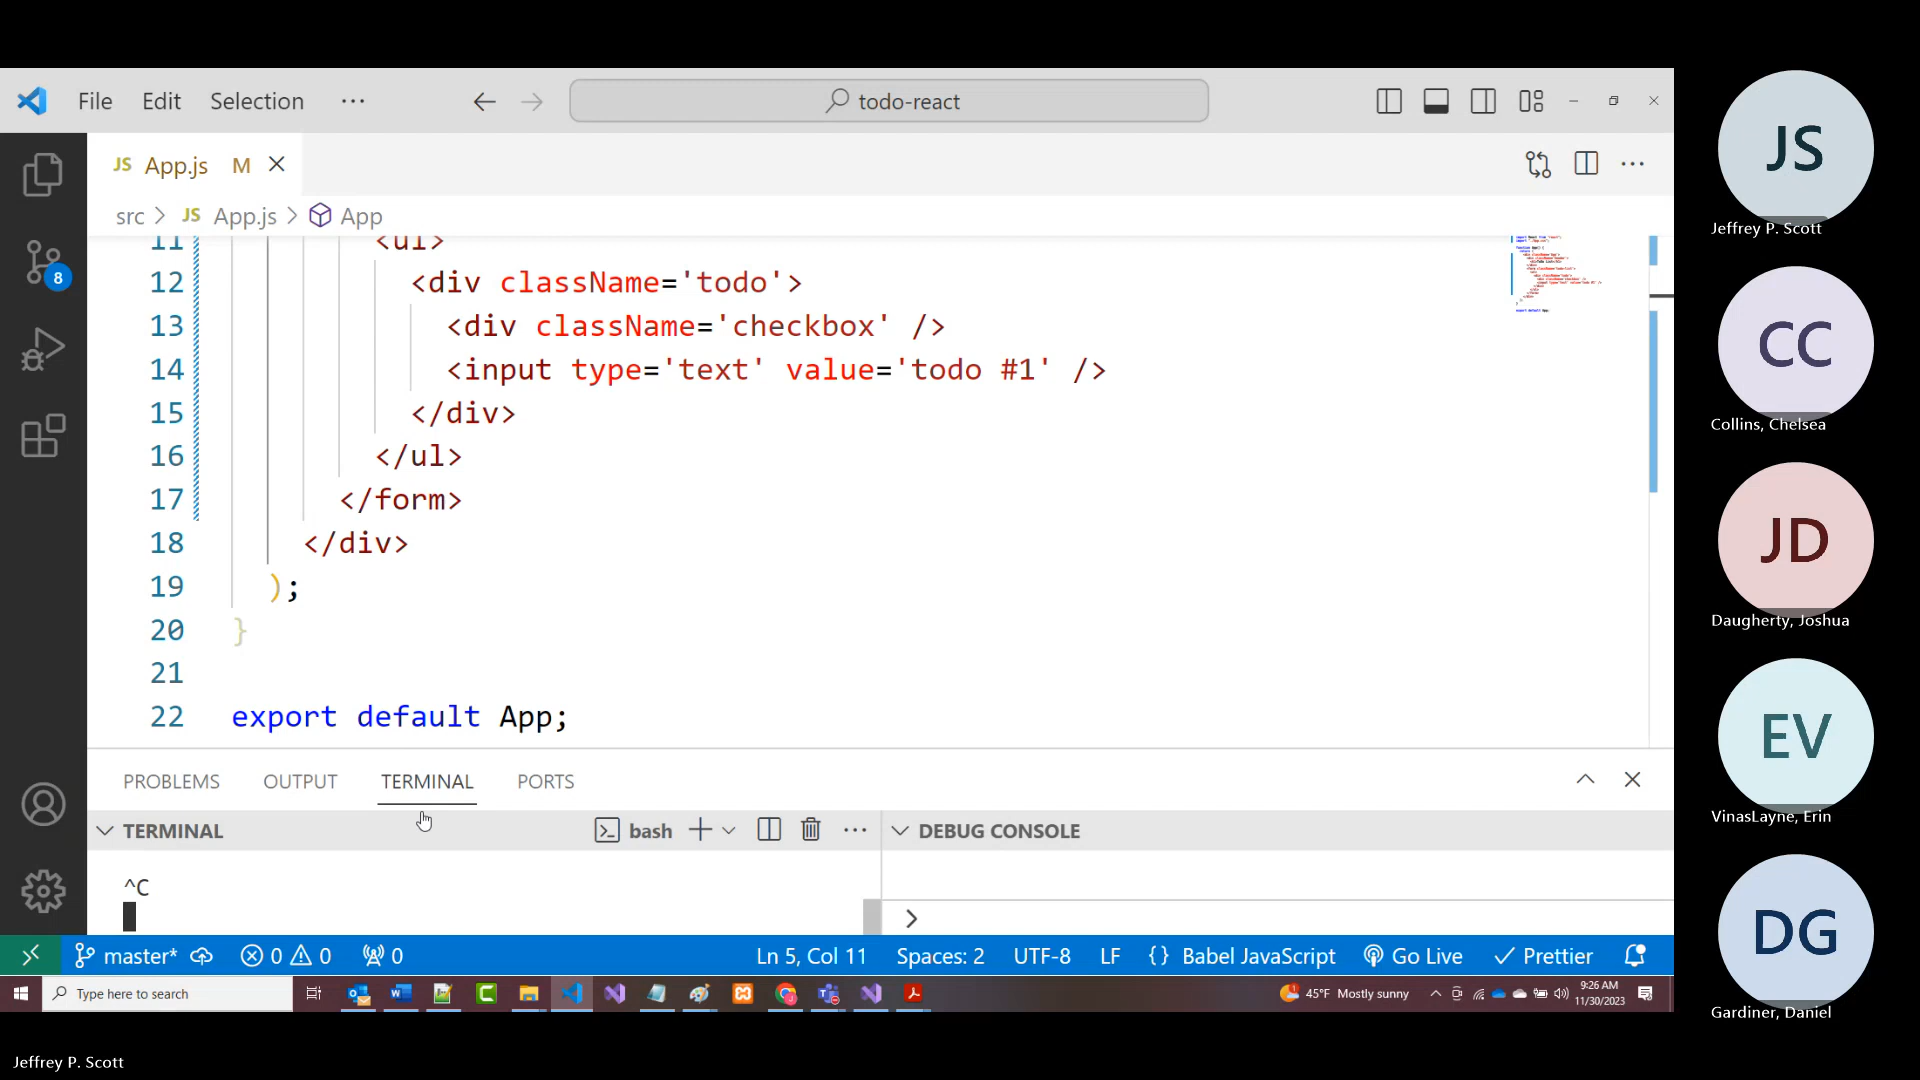 File Edit Selection ··· todo-react
JS App.js M
src > JS App.js > App
11 <ul>
12 <div className='todo'>
13 <div className='checkbox' />
14 <input type='text' value='todo #1' />
15 </div>
16 </ul>
17 </form>
18 </div>
19 );
20 }
21
22 export default App;
8
PROBLEMS OUTPUT TERMINAL PORTS
TERMINAL bash ···
^C
DEBUG CONSOLE
>
master* 0 0 0 Ln 5, Col 11 Spaces: 2 UTF-8 LF {} Babel JavaScript Go Live Prettier
Type here to search
45°F Mostly sunny
9:26 AM
11/30/2023
JS
Jeffrey P. Scott
CC
Collins, Chelsea
JD
Daugherty, Joshua
EV
VinasLayne, Erin
DG
Gardiner, Daniel
Jeffrey P. Scott